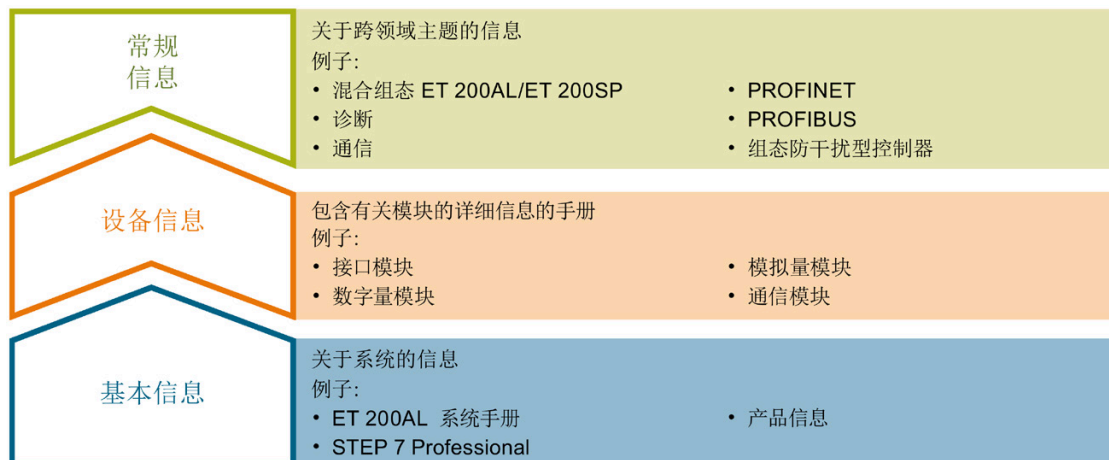 常规
信息
关于跨领域主题的信息
例子:
• 混合组态 ET 200AL/ET 200SP
• 诊断
• 通信
• PROFINET
• PROFIBUS
• 组态防干扰型控制器
设备信息
包含有关模块的详细信息的手册
例子:
• 接口模块
• 数字量模块
• 模拟量模块
• 通信模块
基本信息
关于系统的信息
例子:
• ET 200AL 系统手册
• STEP 7 Professional
• 产品信息